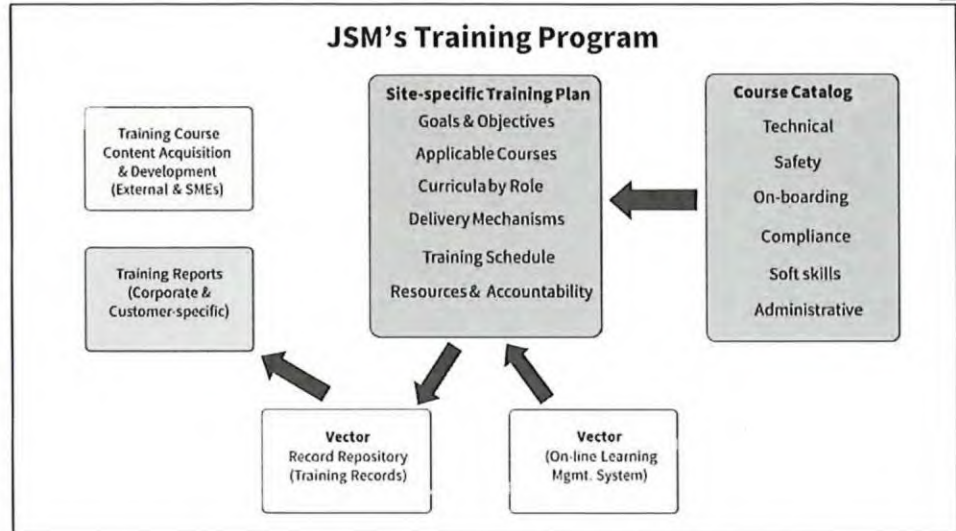 JSM's Training Program
Training Course
Content Acquisition
& Development
(External & SMEs)
Training Reports
(Corporate &
Customer-specific)
Site-specific Training Plan
Goals & Objectives
Applicable Courses
Curricula by Role
Delivery Mechanisms
Training Schedule
Resources & Accountability
Course Catalog
Technical
Safety
On-boarding
Compliance
Soft skills
Administrative
Vector
Record Repository
(Training Records)
Vector
(On-line Learning
Mgmt. System)